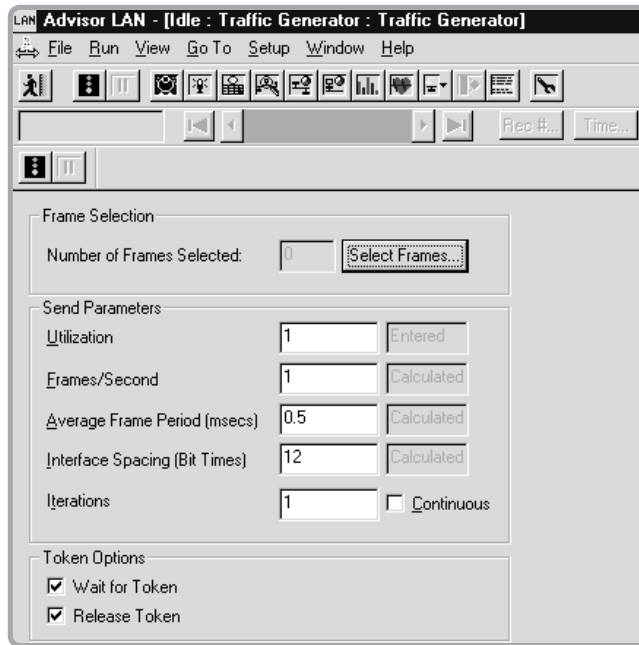 LAN Advisor LAN - [Idle : Traffic Generator : Traffic Generator]
File Run View Go To Setup Window Help
Rec #... Time...
Frame Selection
Number of Frames Selected: 0 Select Frames...
Send Parameters
Utilization 1 Entered
Frames/Second 1 Calculated
Average Frame Period (msecs) 0.5 Calculated
Interface Spacing (Bit Times) 12 Calculated
Iterations 1 Continuous
Token Options
Wait for Token
Release Token